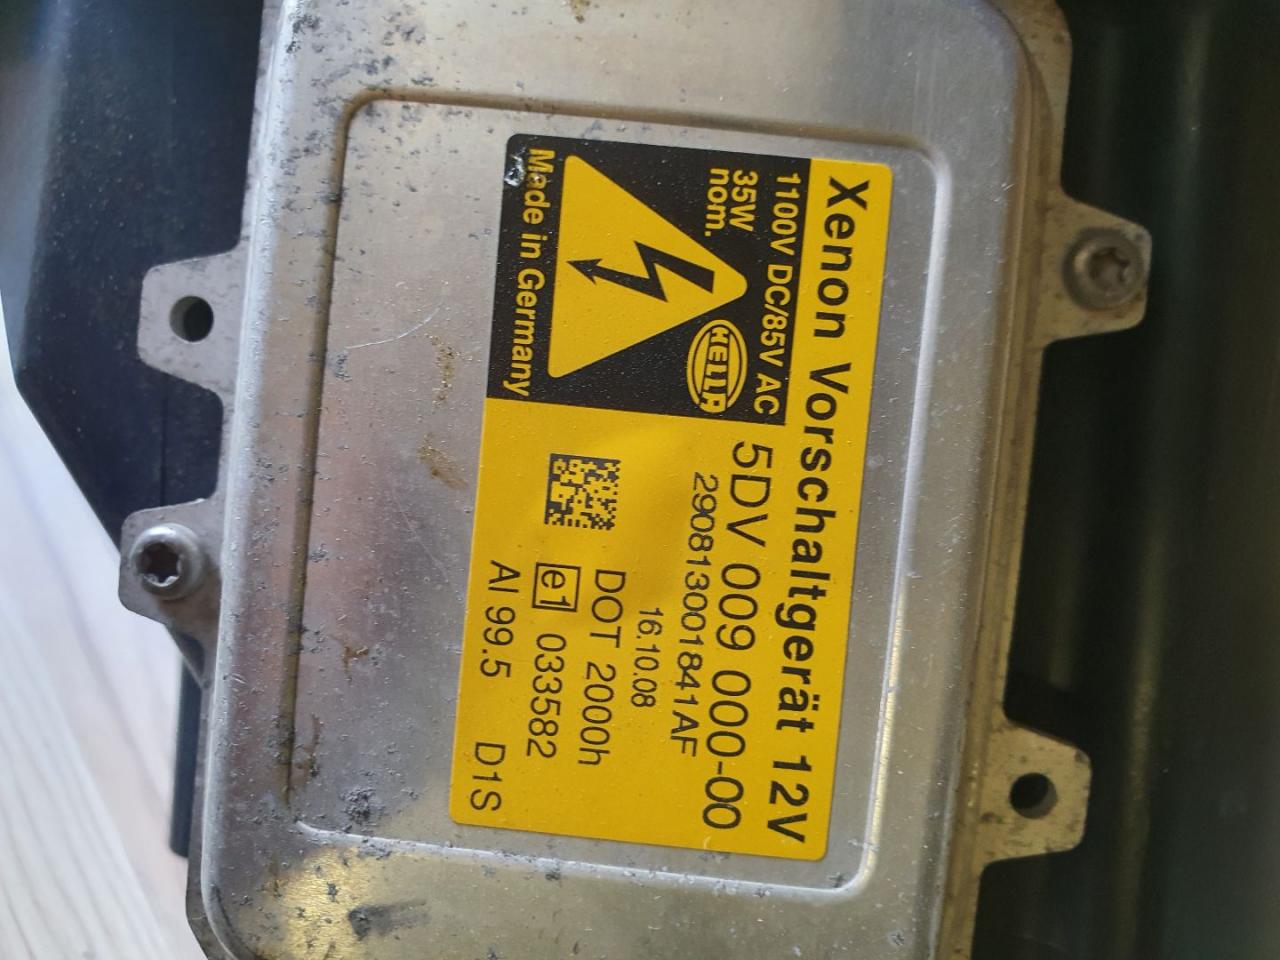 Xenon Vorschaltgerät 12V
1100V DC/85V AC
35W
nom.
HELLA
Made in Germany
5DV 009 000-00
290813001841AF
16.10.08
DOT 2000h
e1 033582
AI 99.5 D1S